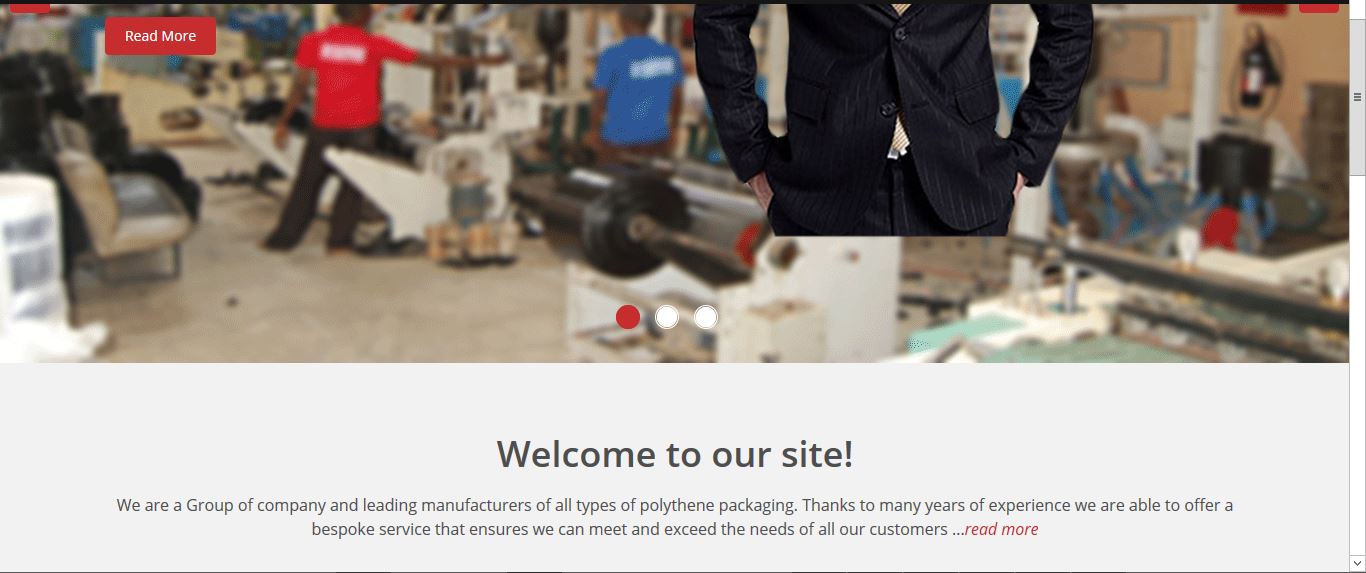 Read More
Welcome to our site!
We are a Group of company and leading manufacturers of all types of polythene packaging. Thanks to many years of experience we are able to offer a
bespoke service that ensures we can meet and exceed the needs of all our customers ...read more